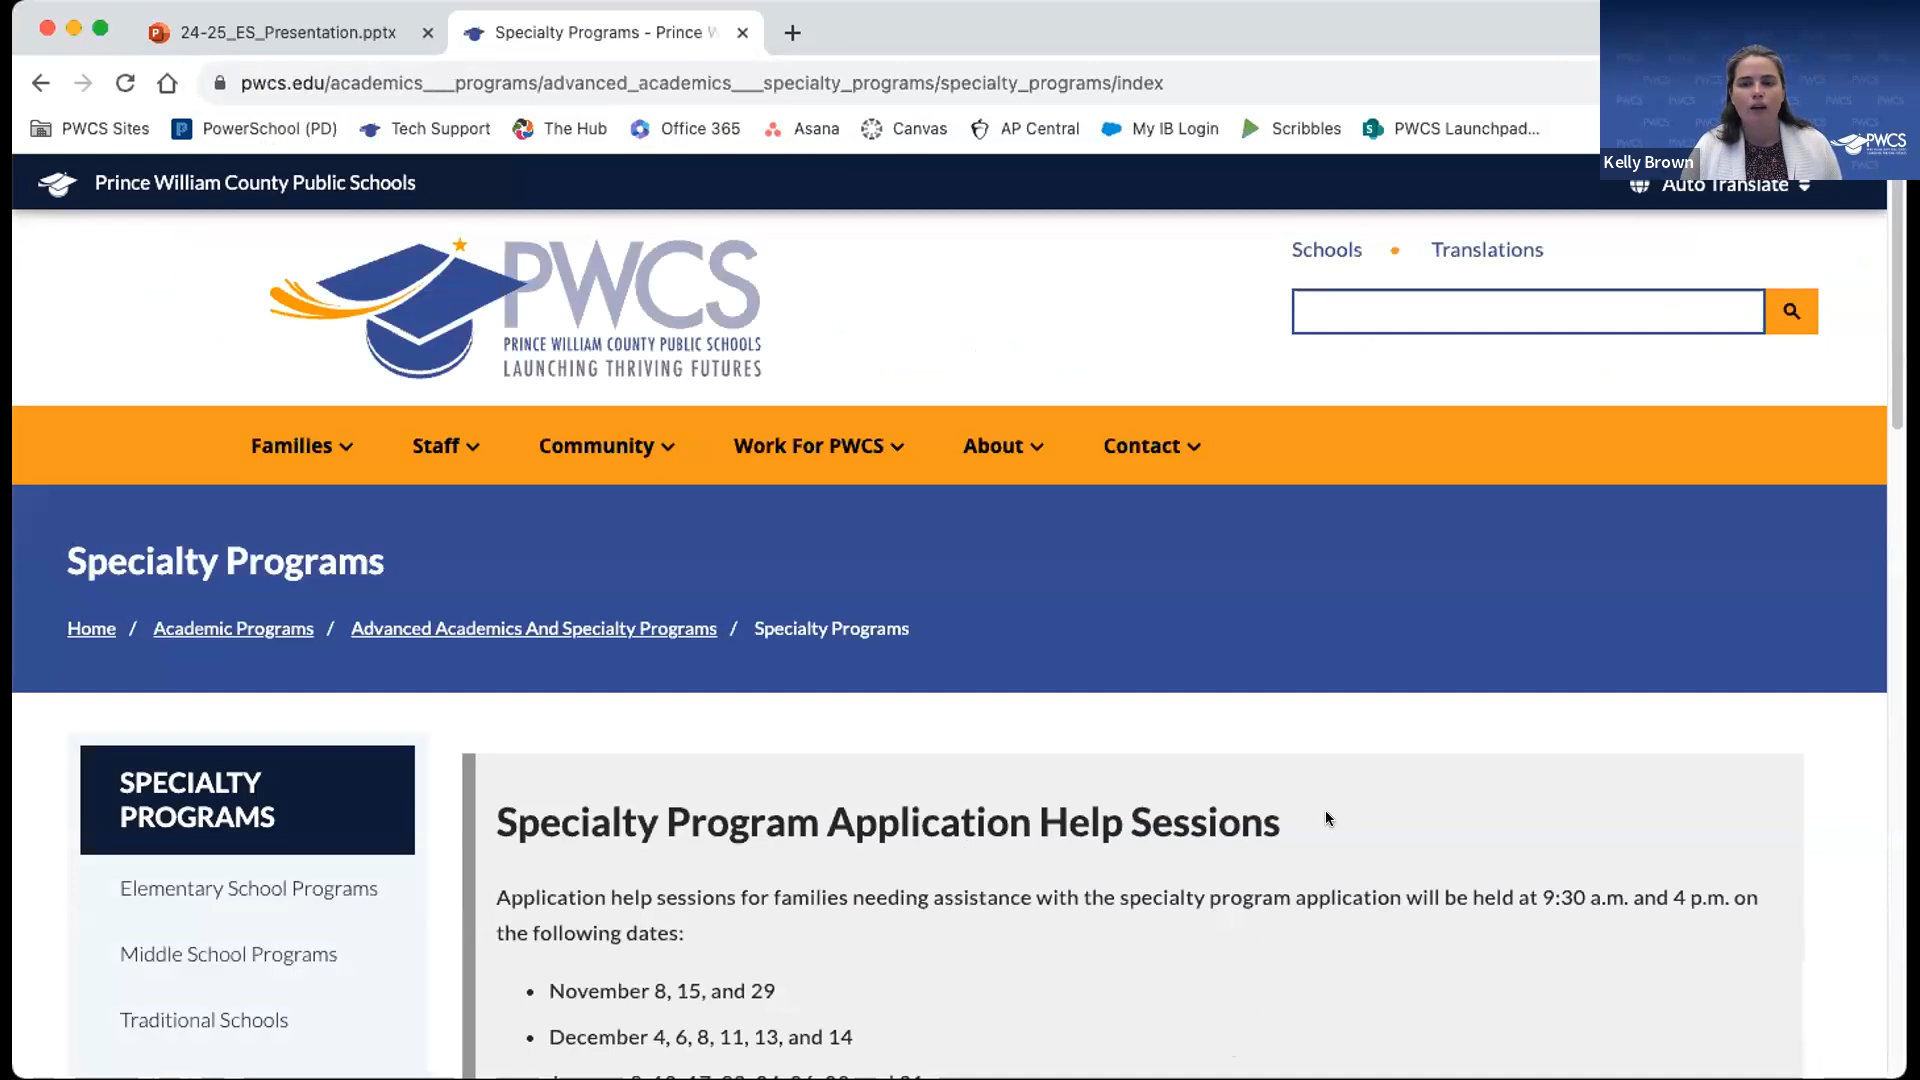 24-25_ES_Presentation.pptx
Specialty Programs - Prince W
pwcs.edu/academics___programs/advanced_academics___specialty_programs/specialty_programs/index
PWCS Sites PowerSchool (PD) Tech Support The Hub Office 365 Asana Canvas AP Central My IB Login Scribbles PWCS Launchpad...
Kelly Brown
PWCS
Prince William County Public Schools
Auto Translate
PWCS
PRINCE WILLIAM COUNTY PUBLIC SCHOOLS
LAUNCHING THRIVING FUTURES
Schools • Translations
Families Staff Community Work For PWCS About Contact
Specialty Programs
Home / Academic Programs / Advanced Academics And Specialty Programs / Specialty Programs
SPECIALTY
PROGRAMS
Elementary School Programs
Middle School Programs
Traditional Schools
Specialty Program Application Help Sessions
Application help sessions for families needing assistance with the specialty program application will be held at 9:30 a.m. and 4 p.m. on
the following dates:
• November 8, 15, and 29
• December 4, 6, 8, 11, 13, and 14